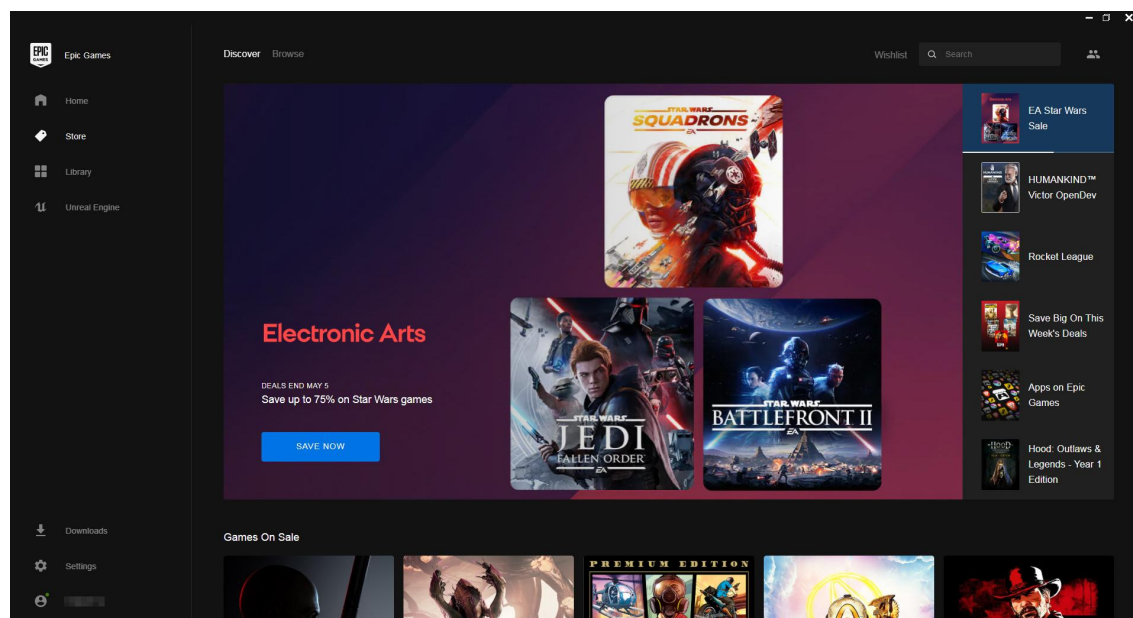 EPIC
GAMES
Epic Games
Home
Store
Library
Unreal Engine
Downloads
Settings
Discover
Browse
Wishlist
Search
Electronic Arts
DEALS END MAY 5
Save up to 75% on Star Wars games
SAVE NOW
STAR WARS
SQUADRONS
EA
STAR WARS
JEDI
FALLEN ORDER
EA
STAR WARS
BATTLEFRONT II
EA
EA Star Wars
Sale
HUMANKIND™
Victor OpenDev
Rocket League
Save Big On This
Week's Deals
Apps on Epic
Games
Hood: Outlaws &
Legends - Year 1
Edition
Games On Sale
PREMIUM EDITION